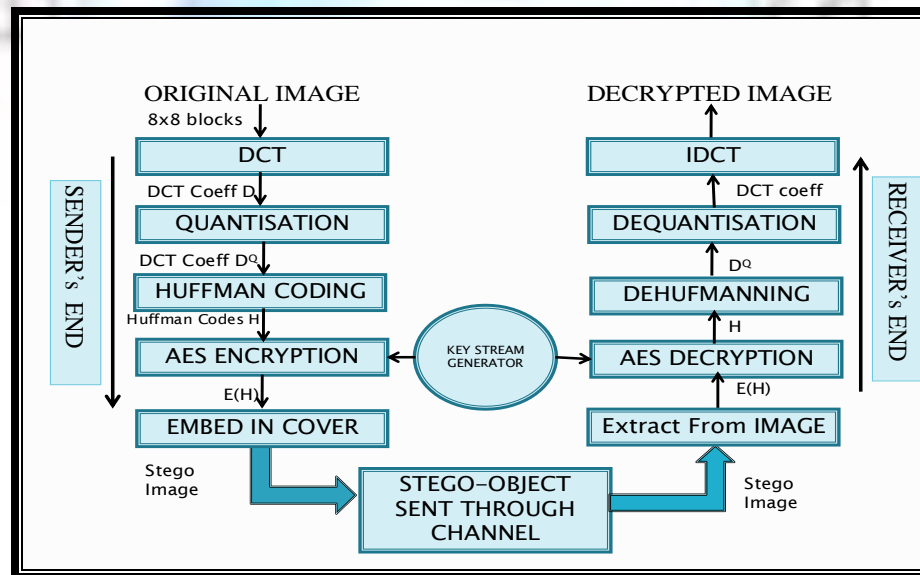 ORIGINAL IMAGE
8x8 blocks
DCT
DCT Coeff D
QUANTISATION
DCT Coeff Dᵠ
HUFFMAN CODING
Huffman Codes H
AES ENCRYPTION
E(H)
EMBED IN COVER
Stego
Image
SENDER's END
KEY STREAM
GENERATOR
STEGO-OBJECT
SENT THROUGH
CHANNEL
DECRYPTED IMAGE
IDCT
DCT coeff
DEQUANTISATION
Dᵠ
DEHUFMANNING
H
AES DECRYPTION
E(H)
Extract From IMAGE
Stego
Image
RECEIVER's END